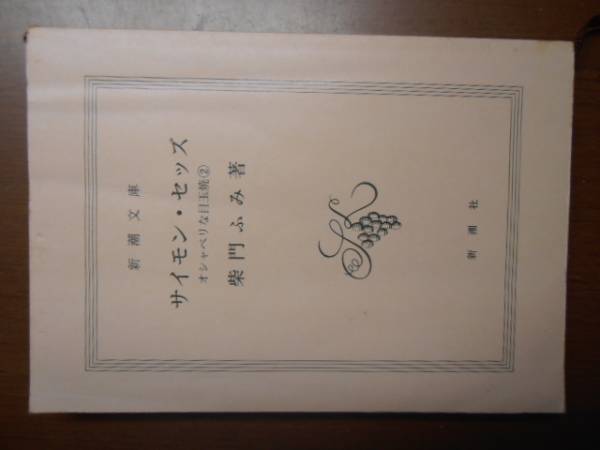 新潮文庫
サイモン・セッズ
オシャベリな目玉焼②
柴門ふみ著
新潮社